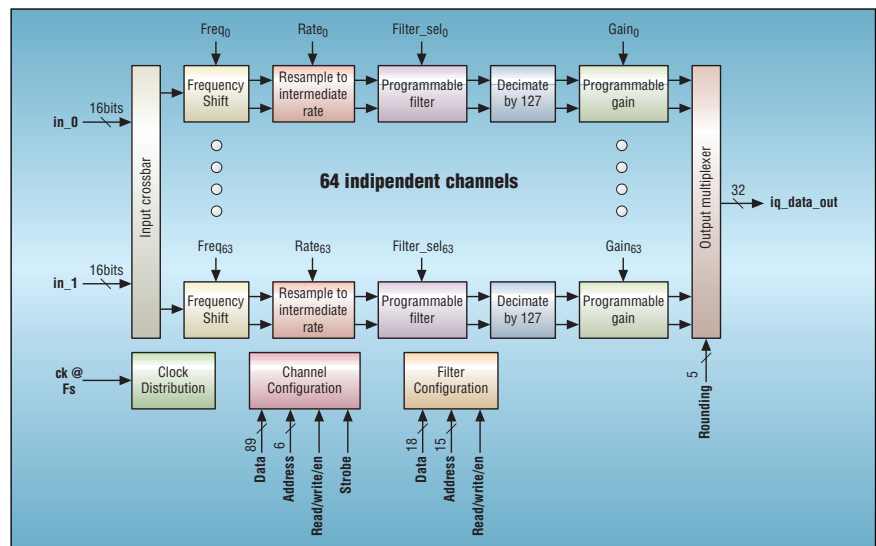 Freq0 Rate0 Filter_sel0 Gain0
Frequency Shift
Resample to intermediate rate
Programmable filter
Decimate by 127
Programmable gain
16bits
in_0
Input crossbar
64 indipendent channels
Output multiplexer
32
iq_data_out
Freq63 Rate63 Filter_sel63 Gain63
16bits
in_1
Frequency Shift
Resample to intermediate rate
Programmable filter
Decimate by 127
Programmable gain
ck @ Fs
Clock Distribution
Channel Configuration
Filter Configuration
5
Rounding
89
Data
6
Address
Read/write/en
Strobe
18
Data
15
Address
Read/write/en